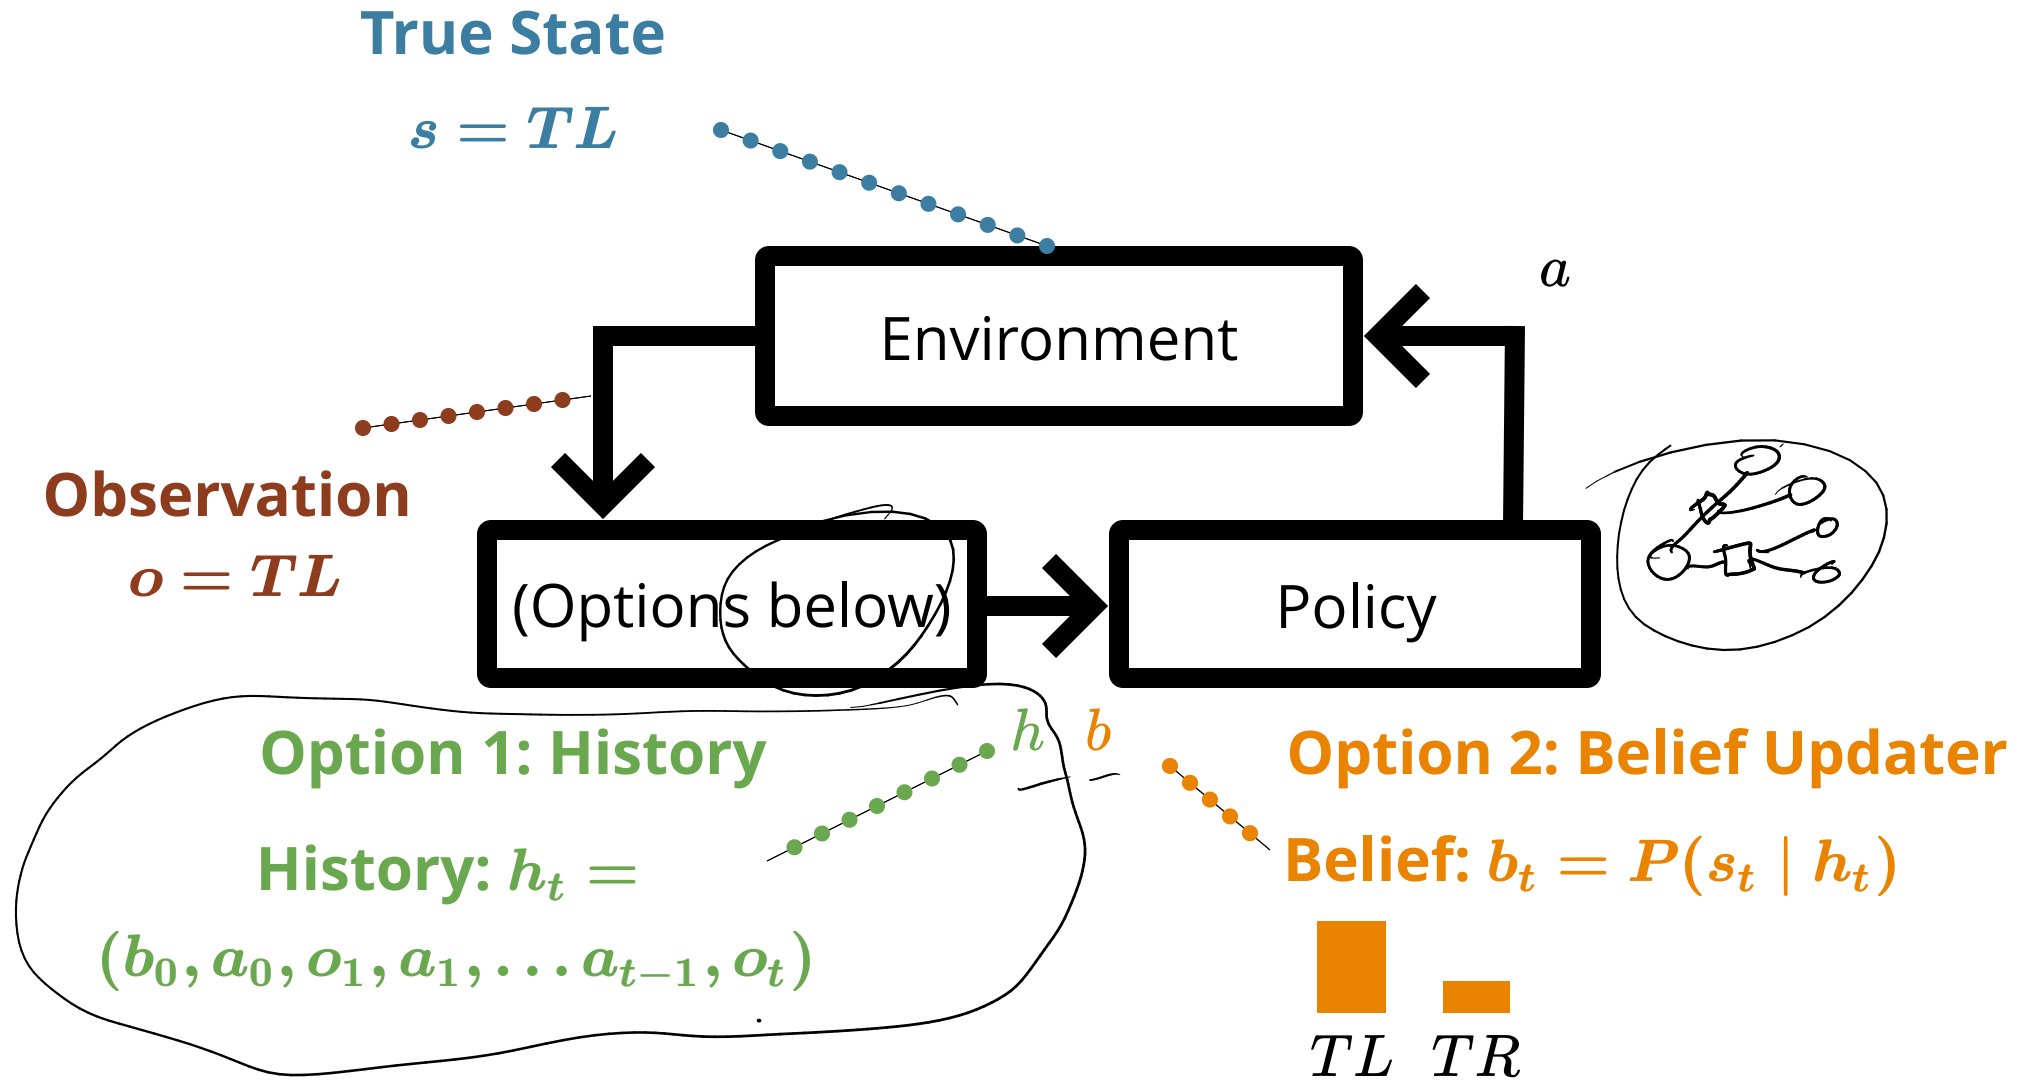 True State
s = TL
a
Environment
Observation
o = TL
(Options below)
Policy
h b
Option 1: History
Option 2: Belief Updater
History: h_t =
(b_0, a_0, o_1, a_1, ... a_{t-1}, o_t)
Belief: b_t = P(s_t | h_t)
TL TR